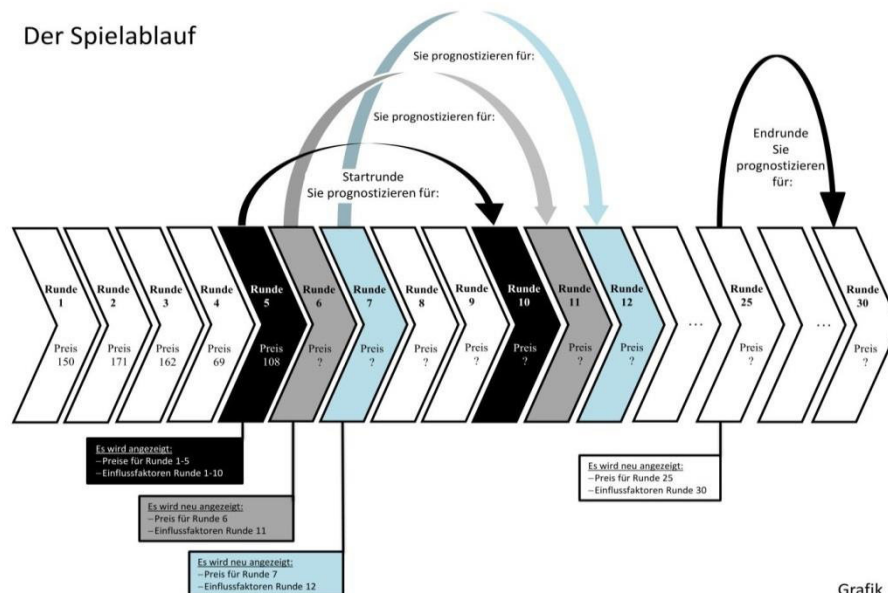 Der Spielablauf
Sie prognostizieren für:
Sie prognostizieren für:
Startrunde
Sie prognostizieren für:
Endrunde
Sie
prognostizieren
für:
Runde
1
Preis
150
Runde
2
Preis
171
Runde
3
Preis
162
Runde
4
Preis
69
Runde
5
Preis
108
Runde
6
Preis
?
Runde
7
Preis
?
Runde
8
Preis
?
Runde
9
Preis
?
Runde
10
Preis
?
Runde
11
Preis
?
Runde
12
Preis
?
...
Runde
25
Preis
?
...
Runde
30
Preis
?
Es wird angezeigt:
–Preise für Runde 1-5
–Einflussfaktoren Runde 1-10
Es wird neu angezeigt:
–Preis für Runde 6
–Einflussfaktoren Runde 11
Es wird neu angezeigt:
–Preis für Runde 7
–Einflussfaktoren Runde 12
Es wird neu angezeigt:
–Preis für Runde 25
–Einflussfaktoren Runde 30
Grafik